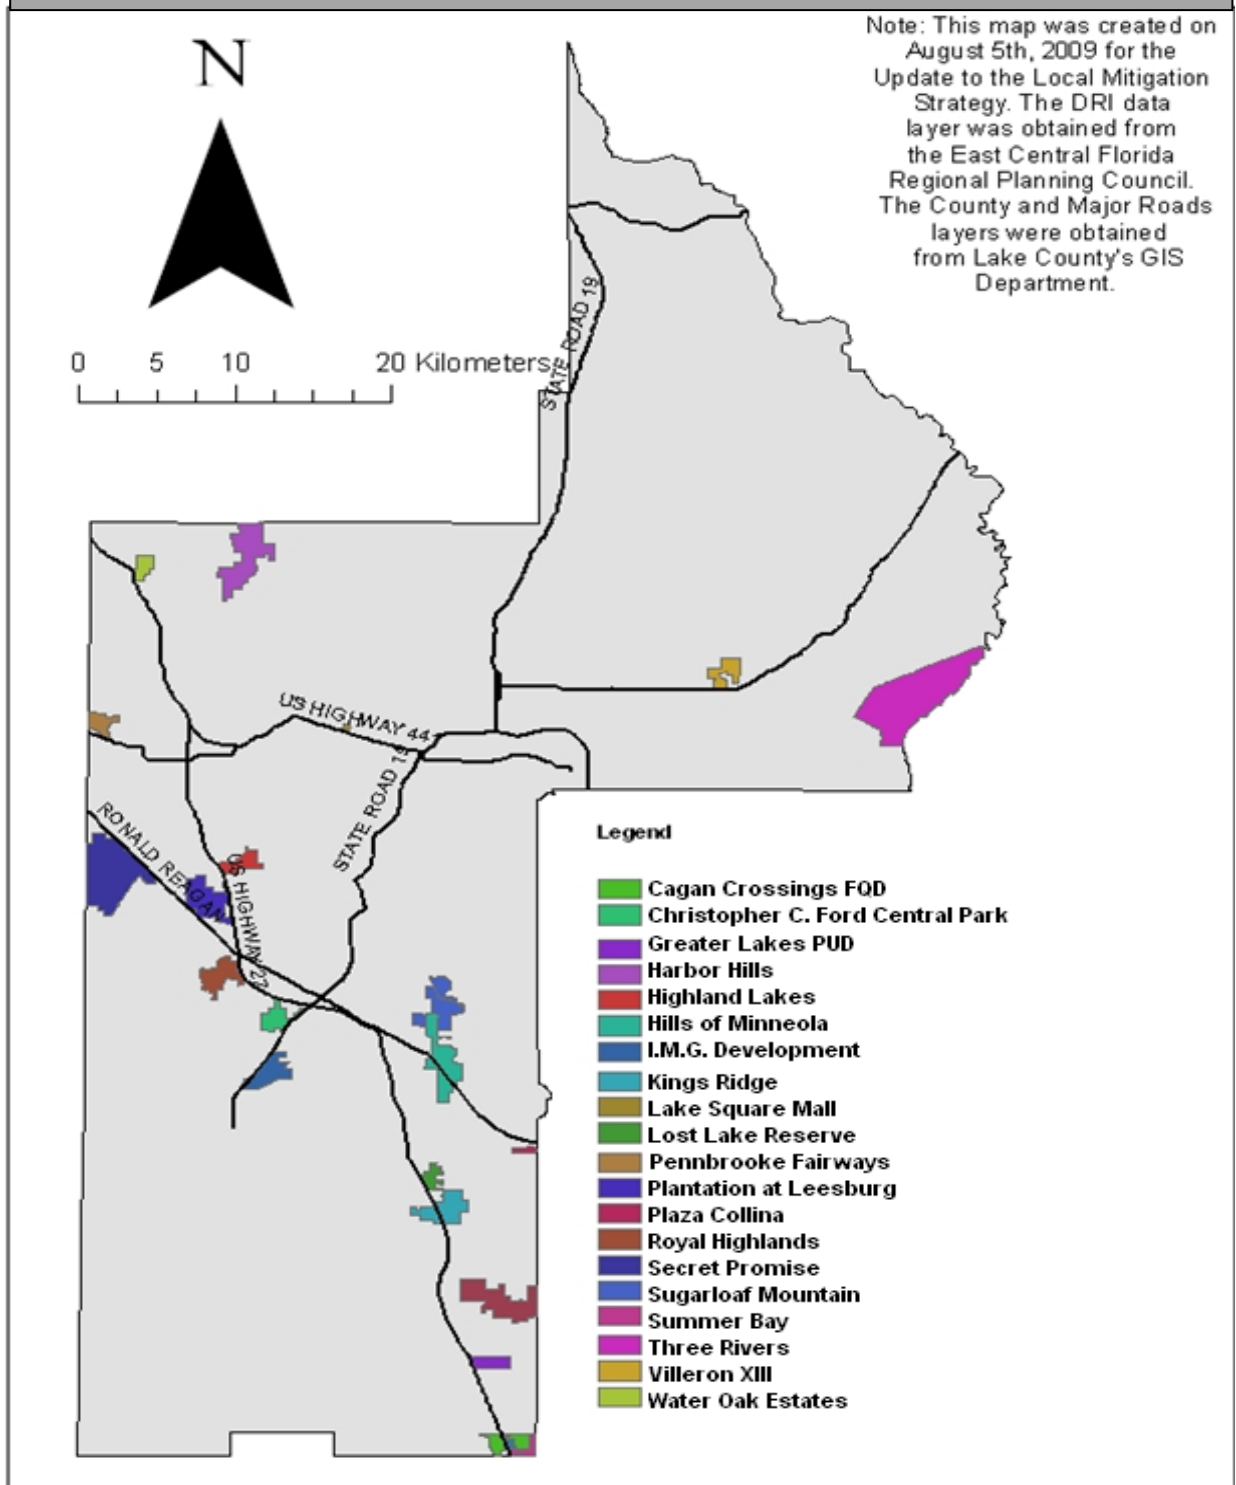 Note: This map was created on
August 5th, 2009 for the
Update to the Local Mitigation
Strategy. The DRI data
layer was obtained from
the East Central Florida
Regional Planning Council.
The County and Major Roads
layers were obtained
from Lake County's GIS
Department.
N
0 5 10 20 Kilometers
STATE ROAD 19
US HIGHWAY 441
STATE ROAD 19
RONALD REAGAN
US HIGHWAY 27
Legend
Cagan Crossings FQD
Christopher C. Ford Central Park
Greater Lakes PUD
Harbor Hills
Highland Lakes
Hills of Minneola
I.M.G. Development
Kings Ridge
Lake Square Mall
Lost Lake Reserve
Pennbrooke Fairways
Plantation at Leesburg
Plaza Collina
Royal Highlands
Secret Promise
Sugarloaf Mountain
Summer Bay
Three Rivers
Villeron XIII
Water Oak Estates